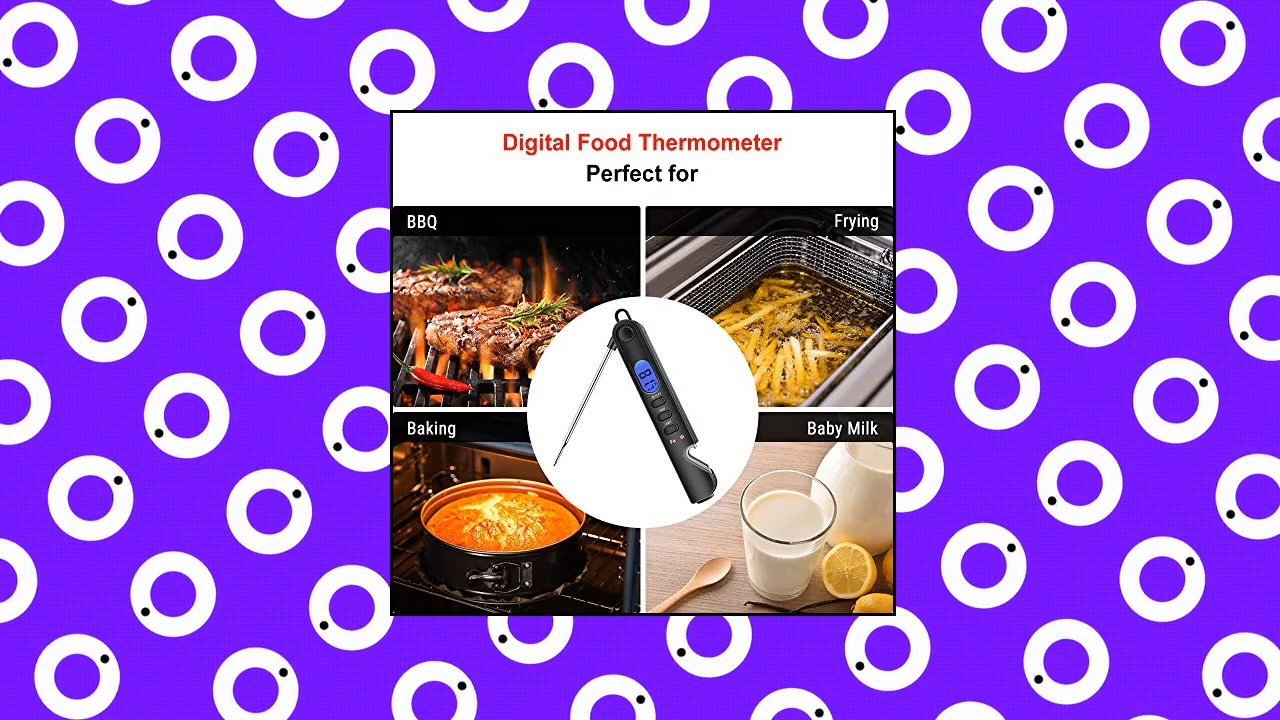 Digital Food Thermometer
Perfect for
BBQ
Frying
Baking
Baby Milk